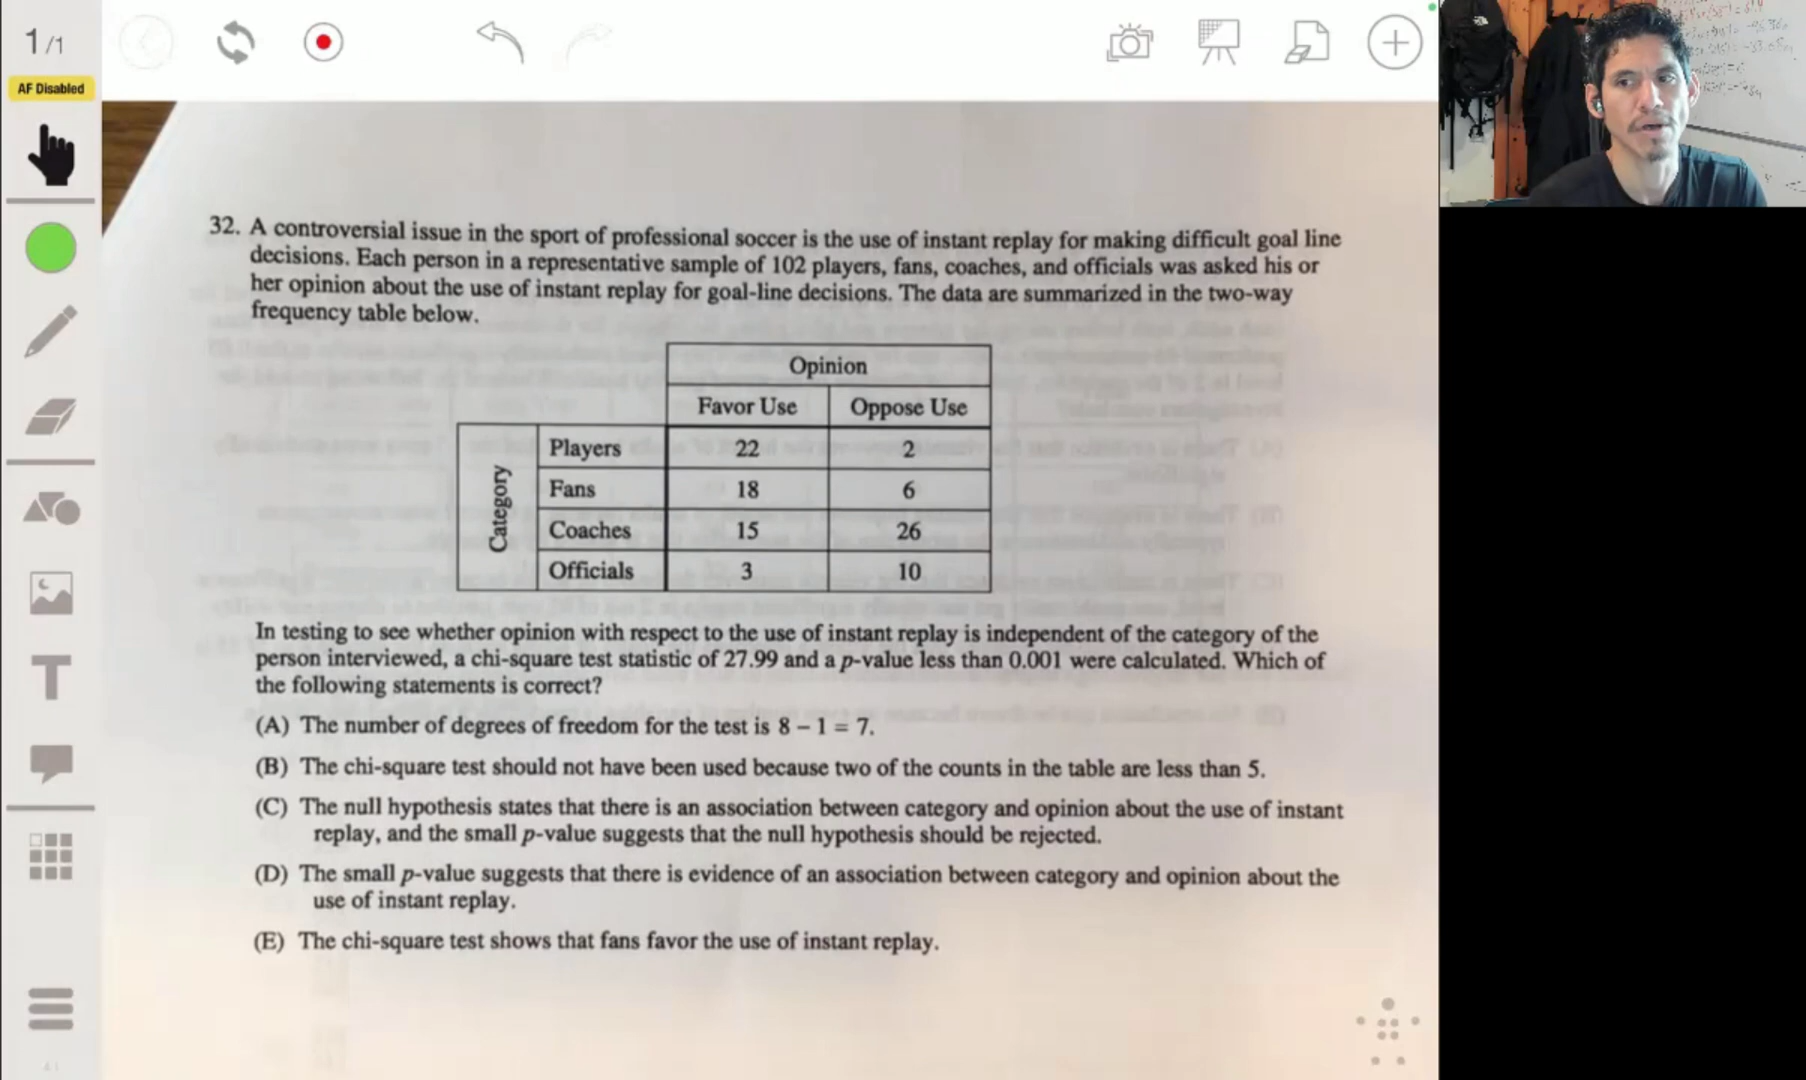 1/1
AF Disabled
32. A controversial issue in the sport of professional soccer is the use of instant replay for making difficult goal line
decisions. Each person in a representative sample of 102 players, fans, coaches, and officials was asked his or
her opinion about the use of instant replay for goal-line decisions. The data are summarized in the two-way
frequency table below.
Opinion
Favor Use Oppose Use
Category
Players 22 2
Fans 18 6
Coaches 15 26
Officials 3 10
In testing to see whether opinion with respect to the use of instant replay is independent of the category of the
person interviewed, a chi-square test statistic of 27.99 and a p-value less than 0.001 were calculated. Which of
the following statements is correct?
(A) The number of degrees of freedom for the test is 8 – 1 = 7.
(B) The chi-square test should not have been used because two of the counts in the table are less than 5.
(C) The null hypothesis states that there is an association between category and opinion about the use of instant
replay, and the small p-value suggests that the null hypothesis should be rejected.
(D) The small p-value suggests that there is evidence of an association between category and opinion about the
use of instant replay.
(E) The chi-square test shows that fans favor the use of instant replay.
T